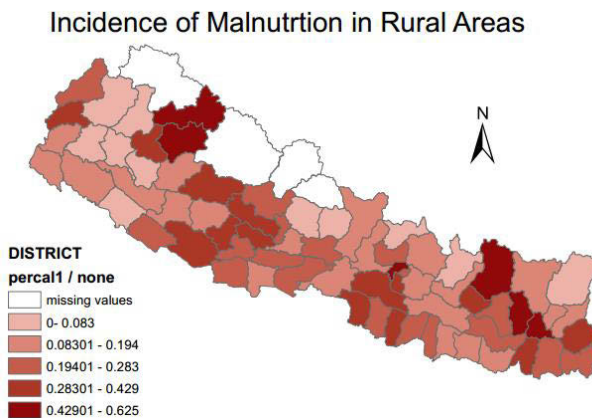 Incidence of Malnutrtion in Rural Areas
N
DISTRICT
percal1 / none
missing values
0- 0.083
0.08301 - 0.194
0.19401 - 0.283
0.28301 - 0.429
0.42901 - 0.625